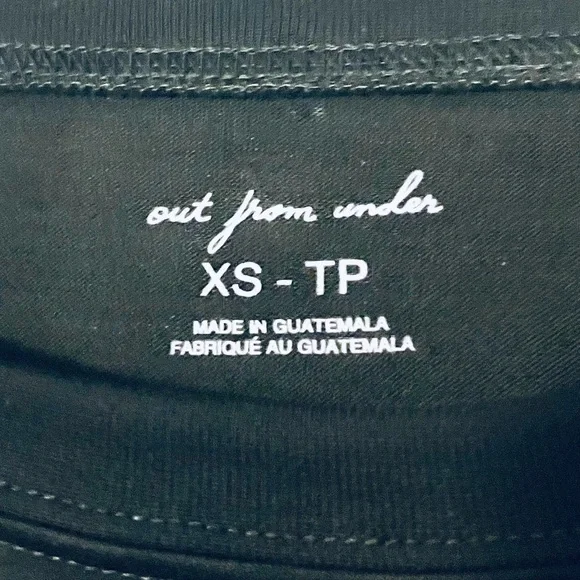 out from under
XS - TP
MADE IN GUATEMALA
FABRIQUÉ AU GUATEMALA